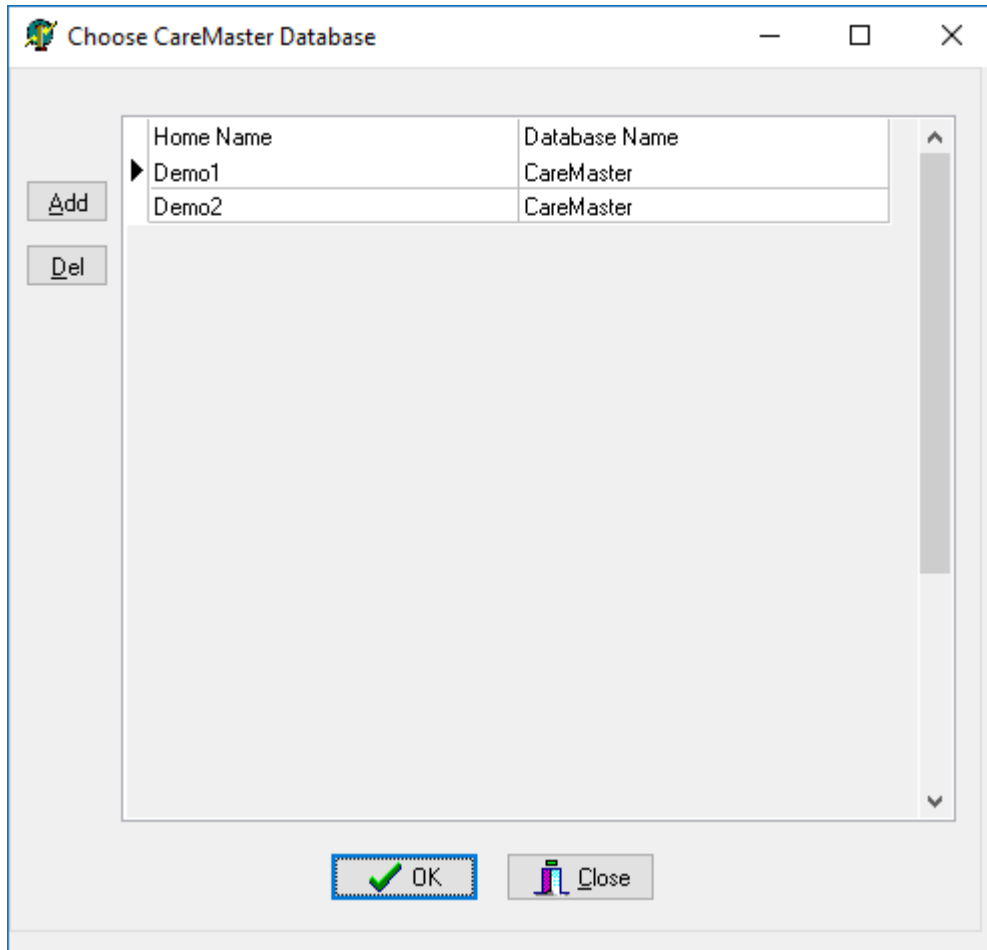 Choose CareMaster Database
Home Name Database Name
Demo1 CareMaster
Add
Demo2 CareMaster
Del
OK Close